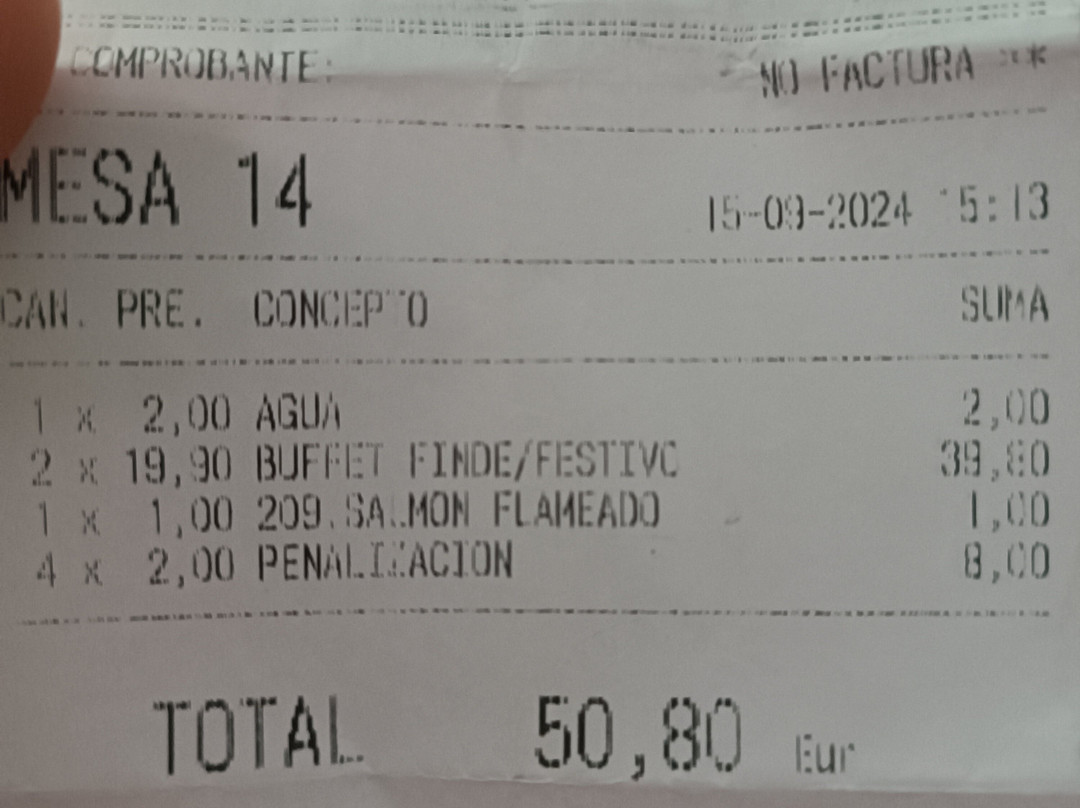 COMPROBANTE: NO FACTURA **
MESA 14 15-09-2024 15:13
CAN. PRE. CONCEPTO SUMA
1 x 2,00 AGUA 2,00
2 x 19,90 BUFFET FINDE/FESTIVO 39,80
1 x 1,00 209.SALMON FLAMEADO 1,00
4 x 2,00 PENALIZACION 8,00
TOTAL 50,80 Eur